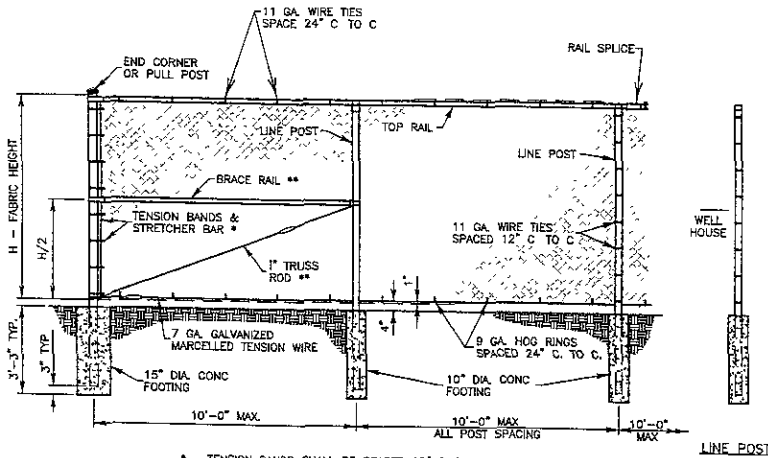 11 GA. WIRE TIES
SPACE 24" C TO C
RAIL SPLICE
END CORNER
OR PULL POST
LINE POST
TOP RAIL
LINE POST
H - FABRIC HEIGHT
BRACE RAIL **
TENSION BANDS &
STRETCHER BAR *
11 GA. WIRE TIES
SPACED 12" C TO C
WELL
HOUSE
H/2
1" TRUSS
ROD **
1"
4"
7 GA. GALVANIZED
MARCELLED TENSION WIRE
9 GA. HOG RINGS
SPACED 24" C. TO C.
3'-3" TYP.
3" TYP
15" DIA. CONC
FOOTING
10" DIA. CONC
FOOTING
10'-0" MAX.
10'-0" MAX
ALL POST SPACING
10'-0"
MAX
LINE POST